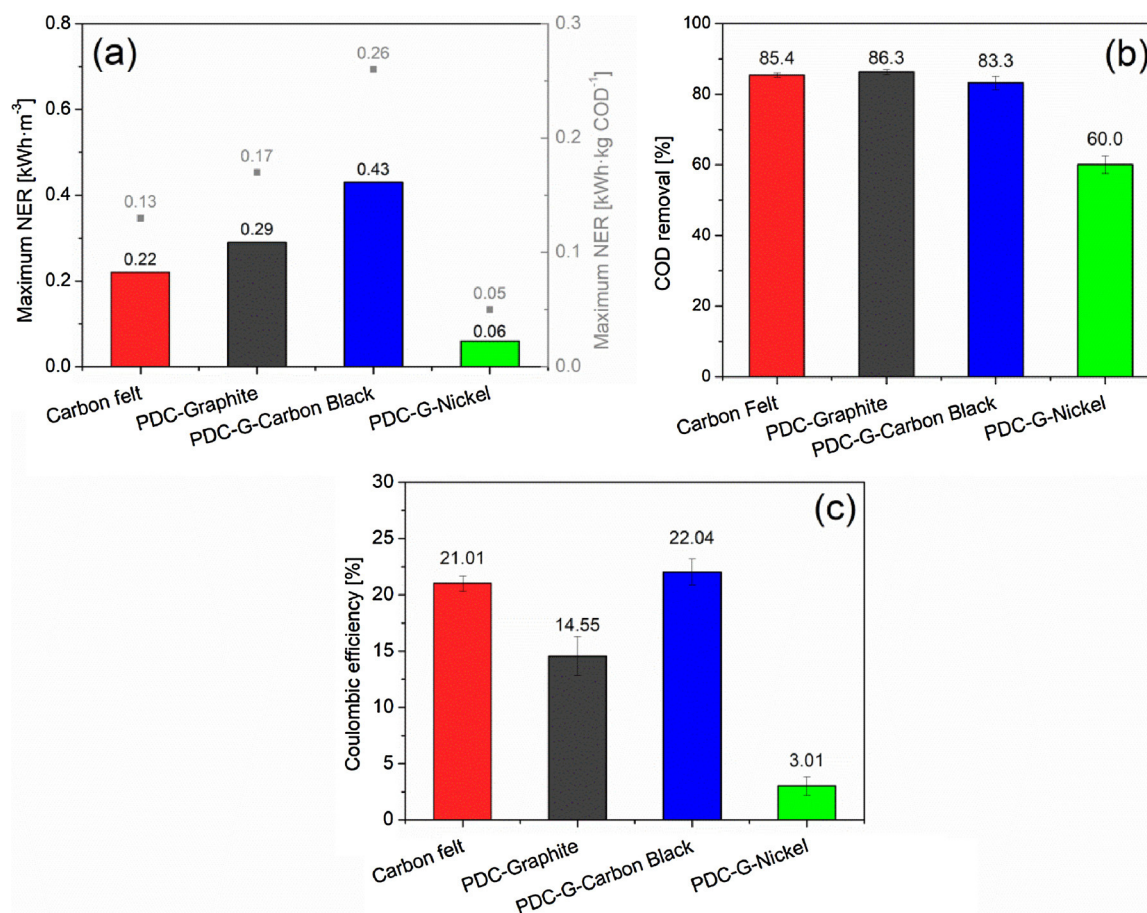 (a)
Maximum NER [kWh·m⁻³]
0.8
0.6
0.4
0.2
0.0
0.3
0.2
0.1
0.0
Maximum NER [kWh·kg COD⁻¹]
0.13
0.22
0.17
0.29
0.26
0.43
0.05
0.06
Carbon felt
PDC-Graphite
PDC-G-Carbon Black
PDC-G-Nickel
(b)
COD removal [%]
100
80
60
40
20
0
85.4
86.3
83.3
60.0
Carbon Felt
PDC-Graphite
PDC-G-Carbon Black
PDC-G-Nickel
(c)
Coulombic efficiency [%]
30
25
20
15
10
5
0
21.01
14.55
22.04
3.01
Carbon felt
PDC-Graphite
PDC-G-Carbon Black
PDC-G-Nickel